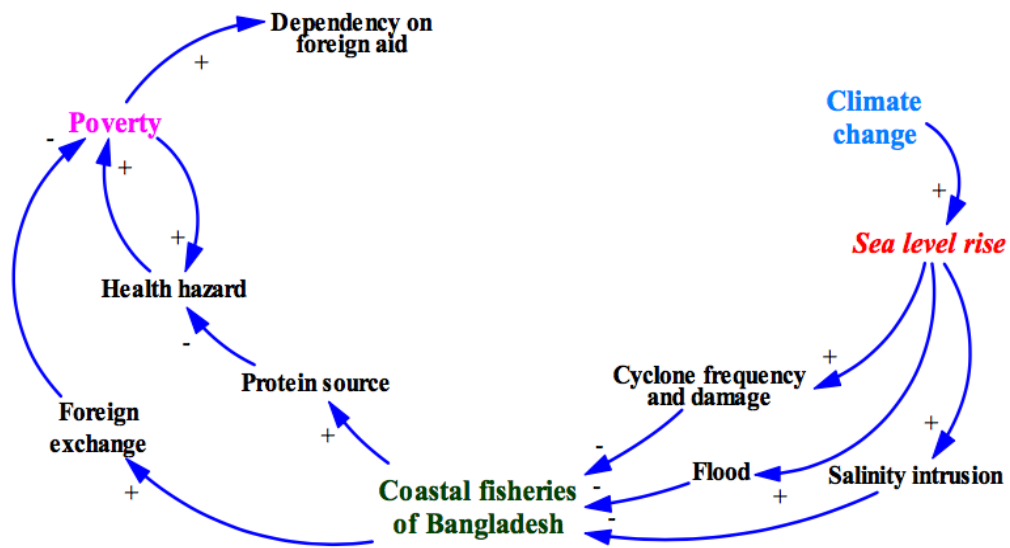 Dependency on
foreign aid
+
Climate
change
Poverty
-
+
+
+
Sea level rise
Health hazard
-
+
Protein source
Cyclone frequency
and damage
Foreign
exchange
+
+
-
Flood
Salinity intrusion
-
+
Coastal fisheries
of Bangladesh
+
-